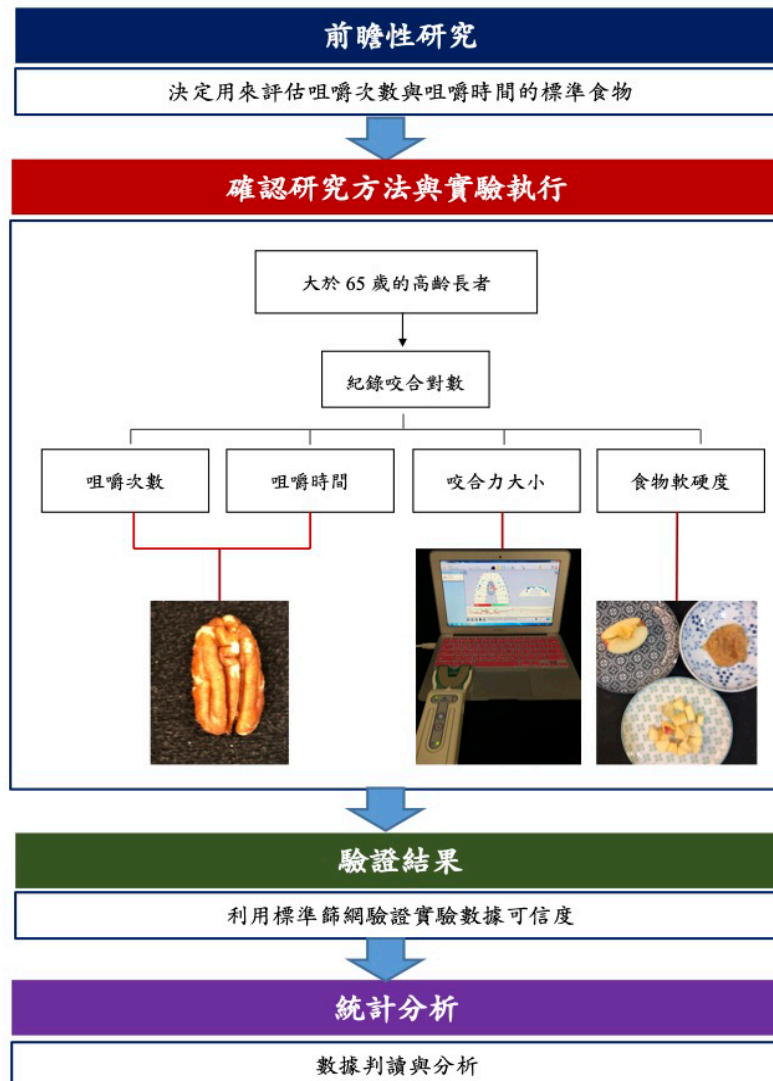 前瞻性研究
決定用來評估咀嚼次數與咀嚼時間的標準食物
確認研究方法與實驗執行
大於 65 歲的高齡長者
紀錄咬合對數
咀嚼次數
咀嚼時間
咬合力大小
食物軟硬度
驗證結果
利用標準篩網驗證實驗數據可信度
統計分析
數據判讀與分析